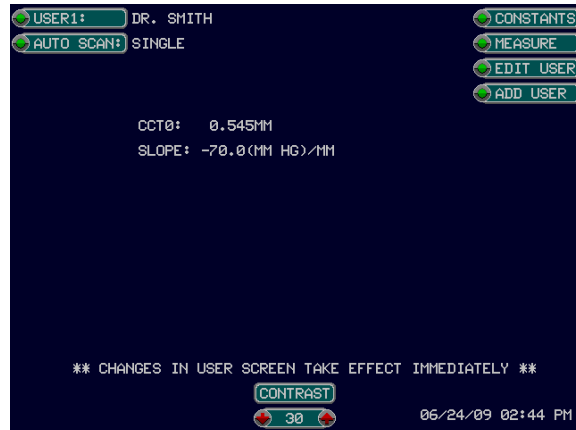 USER1: DR. SMITH CONSTANTS
AUTO SCAN: SINGLE MEASURE
EDIT USER
ADD USER
CCT0: 0.545MM
SLOPE: -70.0(MM HG)/MM
** CHANGES IN USER SCREEN TAKE EFFECT IMMEDIATELY **
CONTRAST
30 06/24/09 02:44 PM